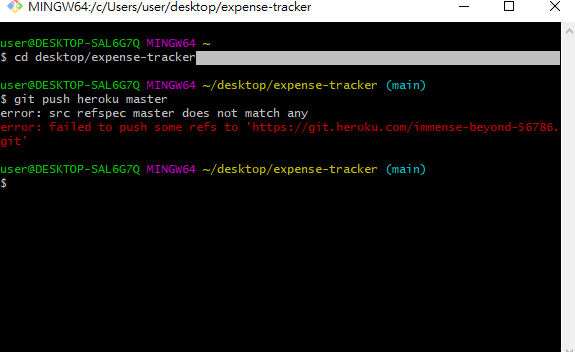 MINGW64:/c/Users/user/desktop/expense-tracker
user@DESKTOP-SAL6G7Q MINGW64 ~
$ cd desktop/expense-tracker
user@DESKTOP-SAL6G7Q MINGW64 ~/desktop/expense-tracker (main)
$ git push heroku master
error: src refspec master does not match any
error: failed to push some refs to 'https://git.heroku.com/immense-beyond-56786.
git'
user@DESKTOP-SAL6G7Q MINGW64 ~/desktop/expense-tracker (main)
$